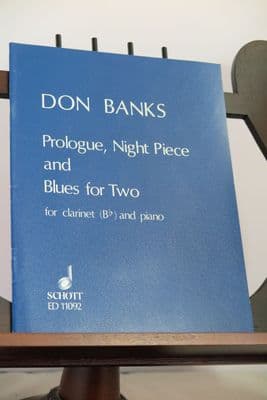 DON BANKS
Prologue, Night Piece
and
Blues for Two
for clarinet (B♭) and piano
SCHOTT
ED 11092